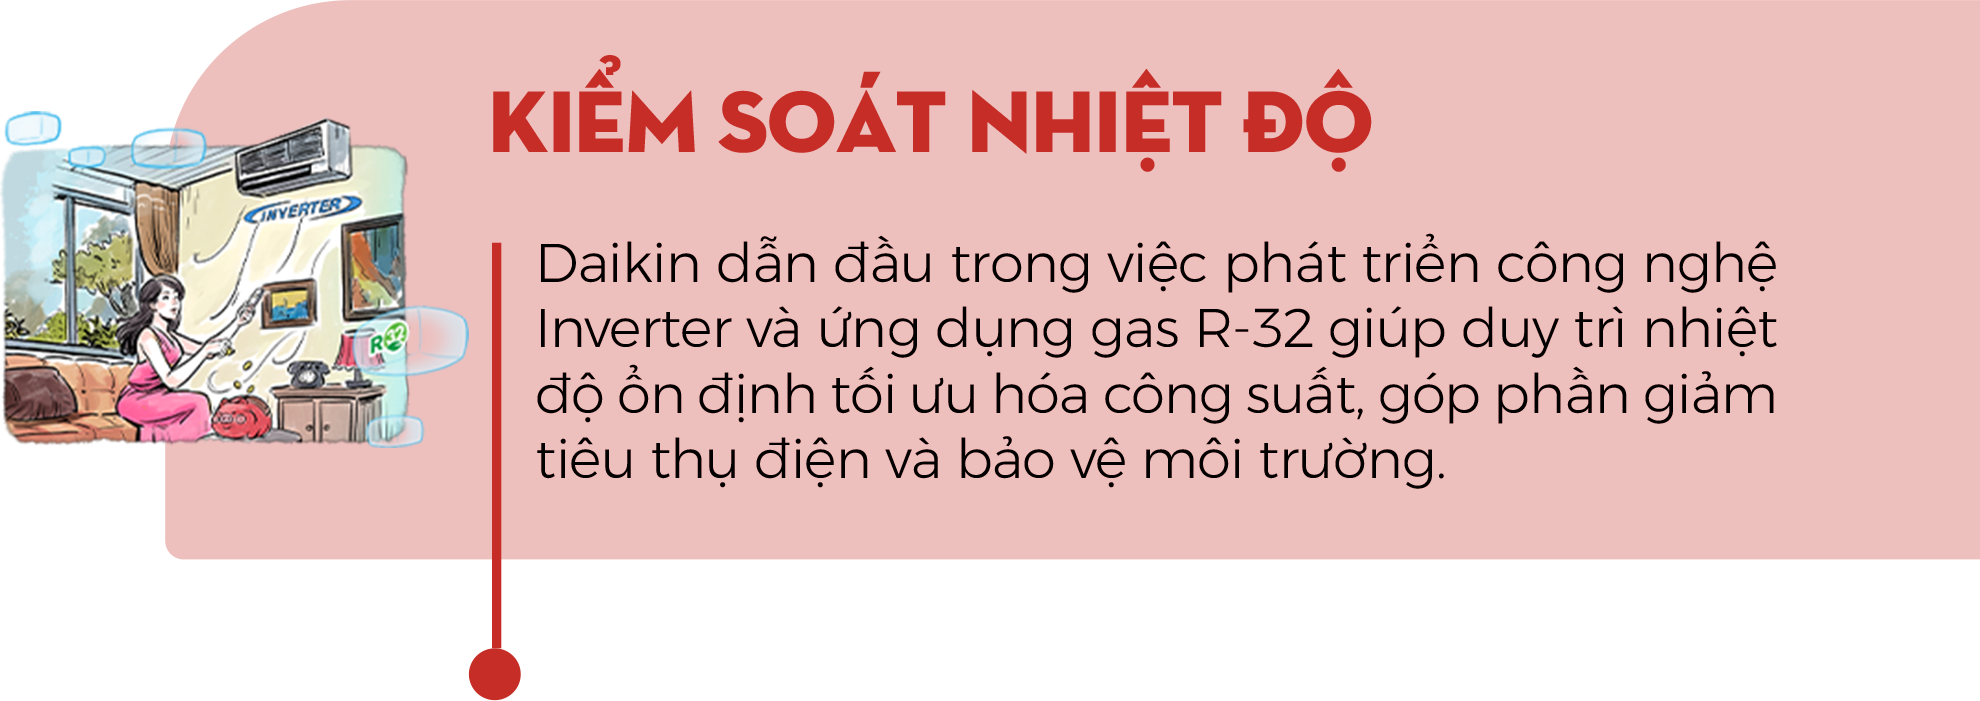 KIỂM SOÁT NHIỆT ĐỘ
INVERTER
Daikin dẫn đầu trong việc phát triển công nghệ
Inverter và ứng dụng gas R-32 giúp duy trì nhiệt
độ ổn định tối ưu hóa công suất, góp phần giảm
tiêu thụ điện và bảo vệ môi trường.
R32